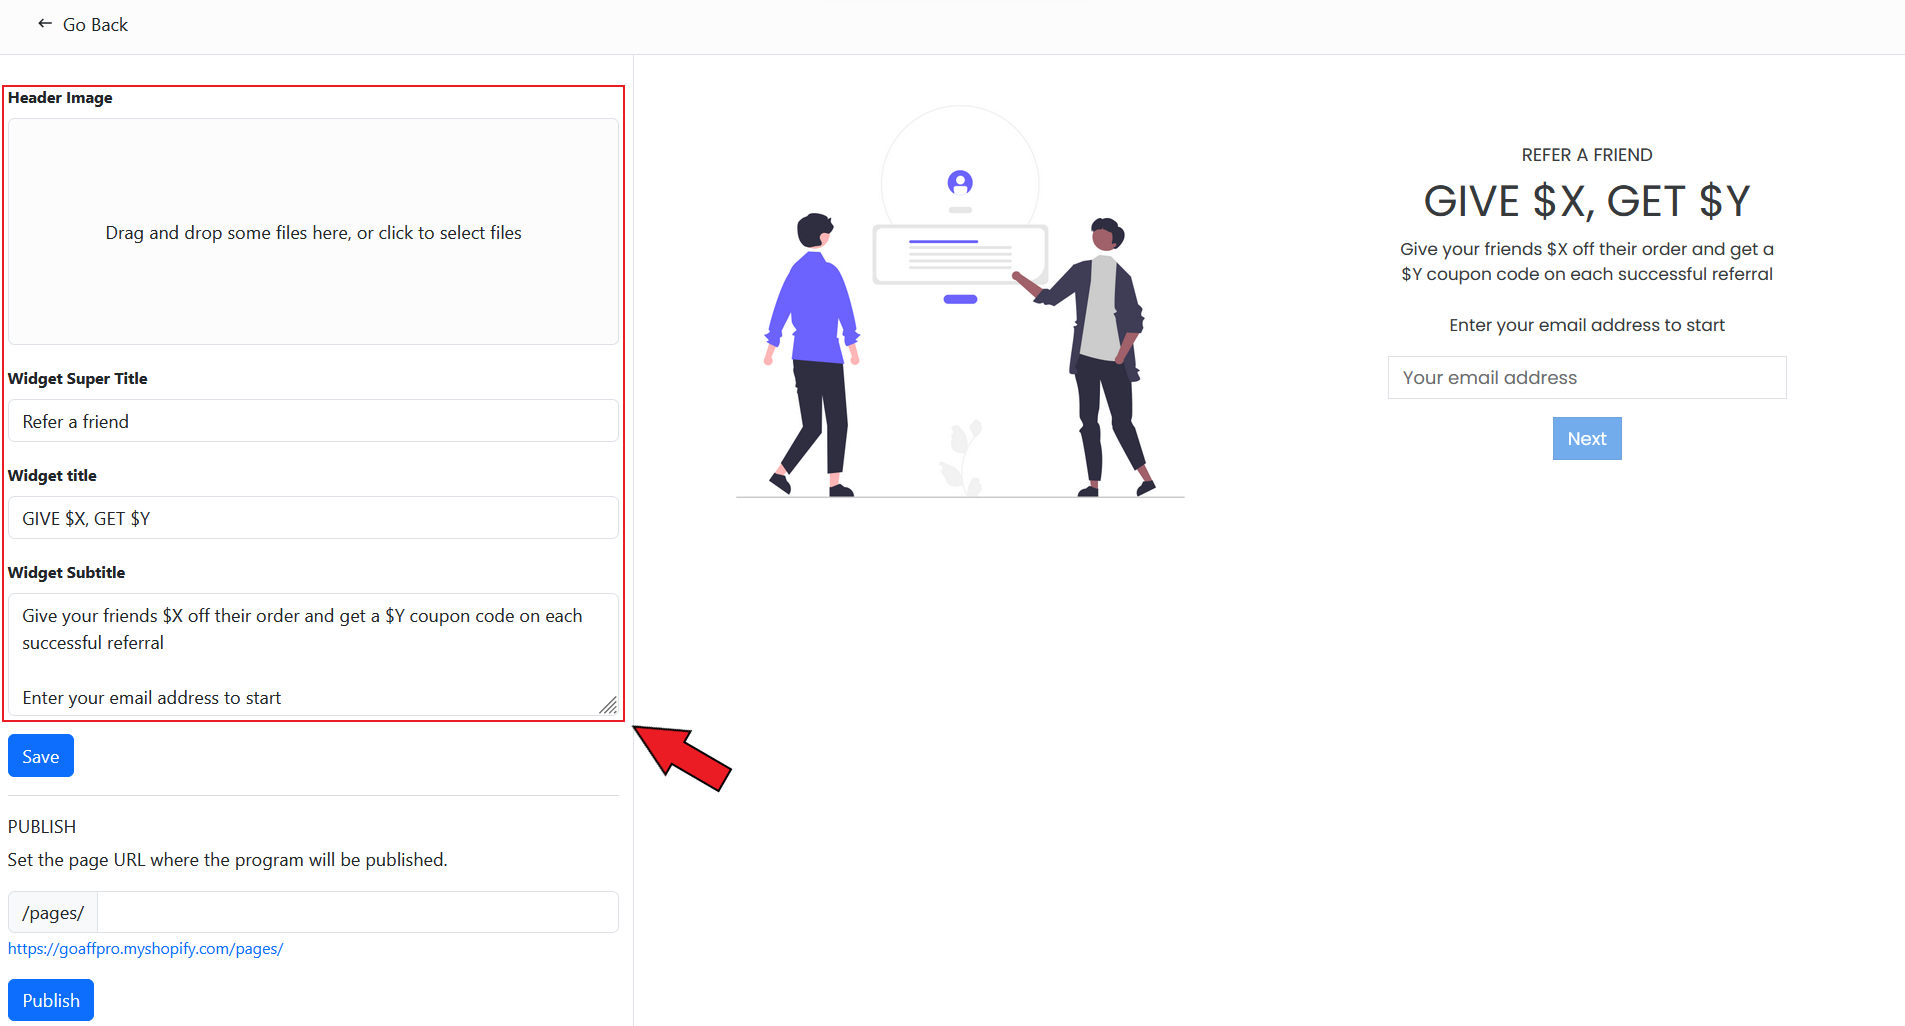 Go Back
Header Image
Drag and drop some files here, or click to select files
Widget Super Title
Refer a friend
Widget title
GIVE $X, GET $Y
Widget Subtitle
Give your friends $X off their order and get a $Y coupon code on each
successful referral
Enter your email address to start
Save
PUBLISH
Set the page URL where the program will be published.
/pages/
https://goaffpro.myshopify.com/pages/
Publish
REFER A FRIEND
GIVE $X, GET $Y
Give your friends $X off their order and get a
$Y coupon code on each successful referral
Enter your email address to start
Your email address
Next